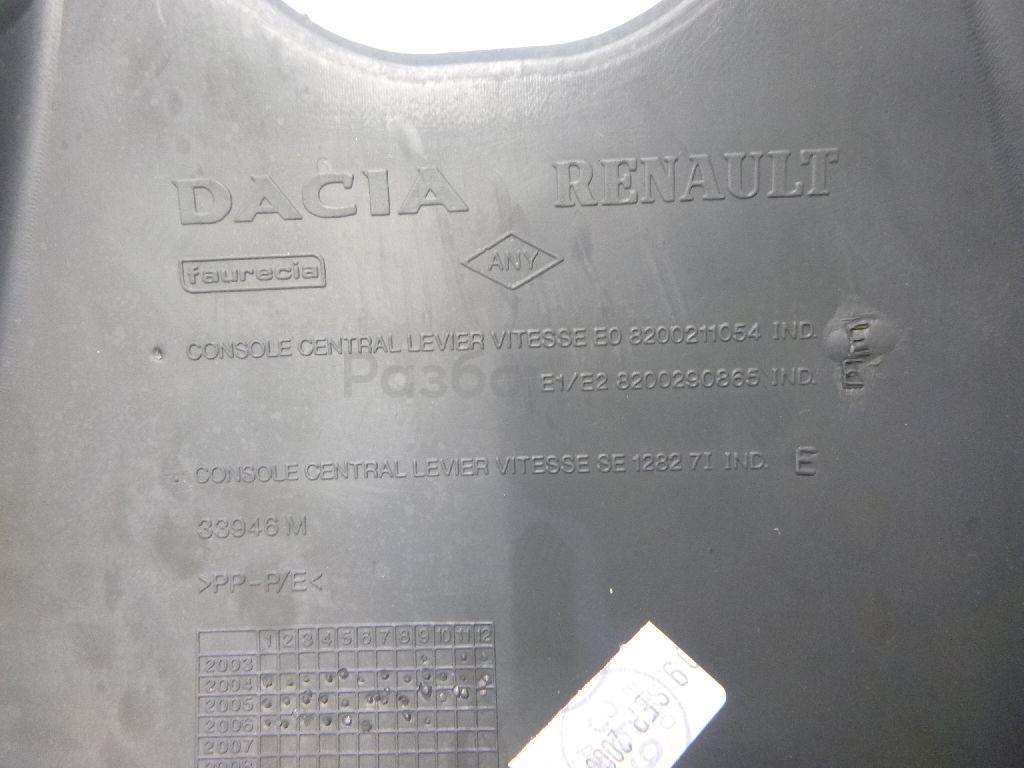 DACIA RENAULT
faurecia ANY
CONSOLE CENTRAL LEVIER VITESSE E0 8200211054 IND. E
E1/E2 8200290865 IND. E
CONSOLE CENTRAL LEVIER VITESSE SE 1282 7I IND. E
33946 M
>PP-P/E<
1 2 3 4 5 6 7 8 9 10 11 12
2003
2004
2005
2006
2007
SEP 2006